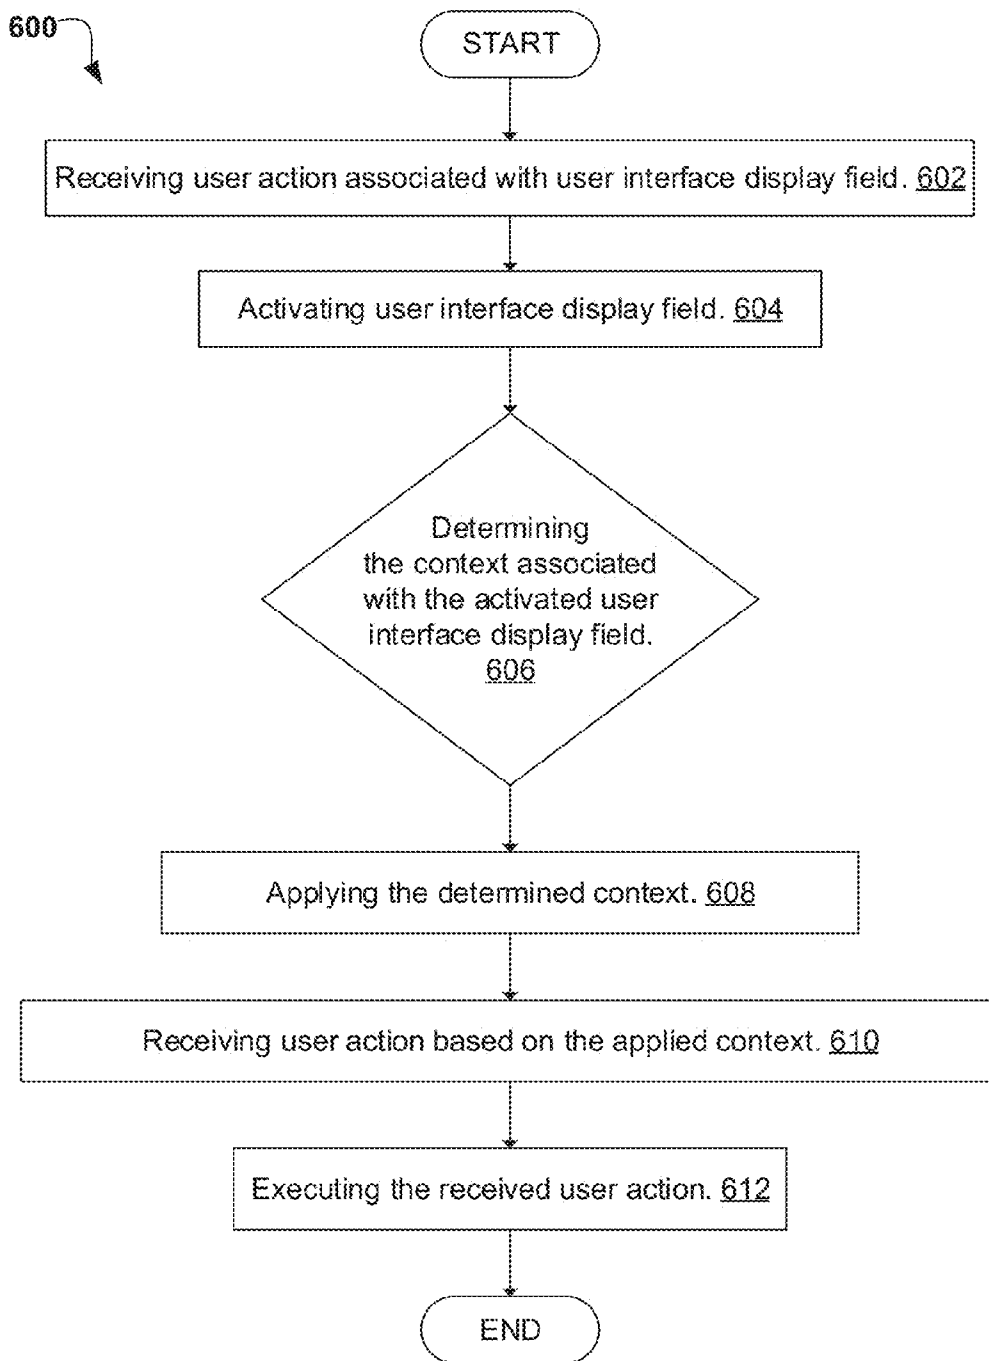 600
START
Receiving user action associated with user interface display field. 602
Activating user interface display field. 604
Determining
the context associated
with the activated user
interface display field.
606
Applying the determined context. 608
Receiving user action based on the applied context. 610
Executing the received user action. 612
END